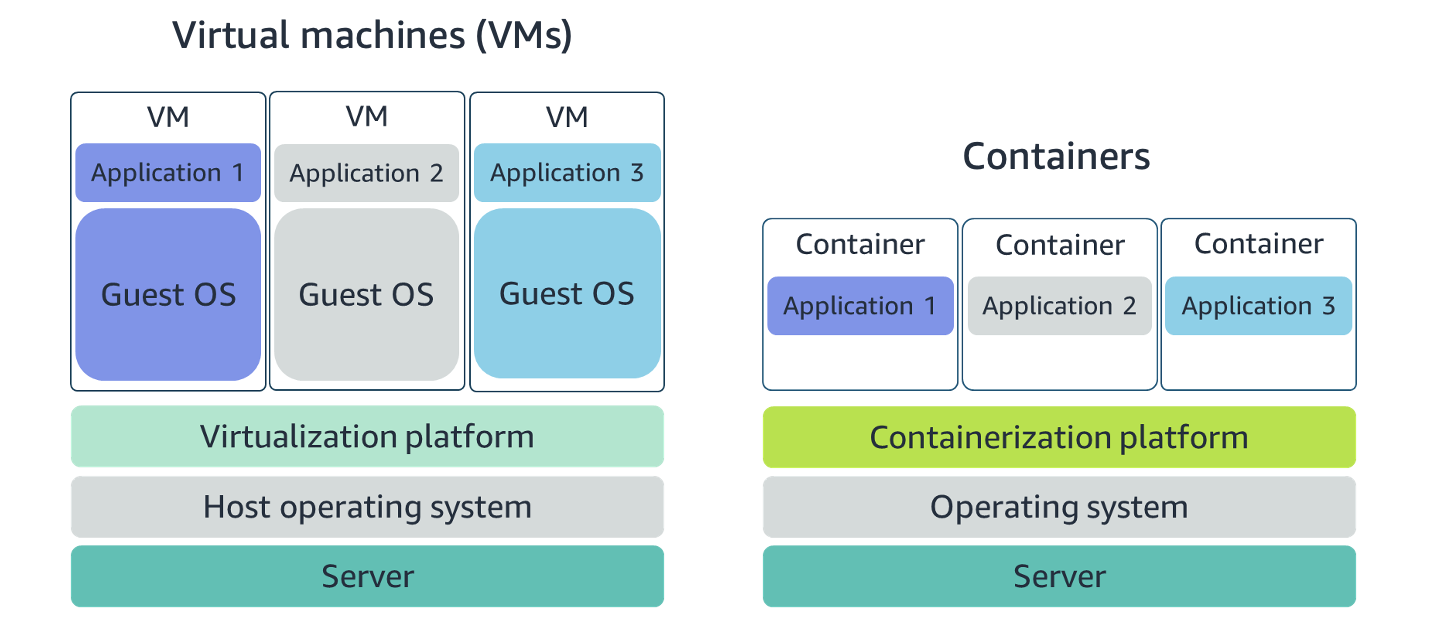 Virtual machines (VMs)
VM
VM
VM
Application 1
Application 2
Application 3
Guest OS
Guest OS
Guest OS
Virtualization platform
Host operating system
Server
Containers
Container
Container
Container
Application 1
Application 2
Application 3
Containerization platform
Operating system
Server